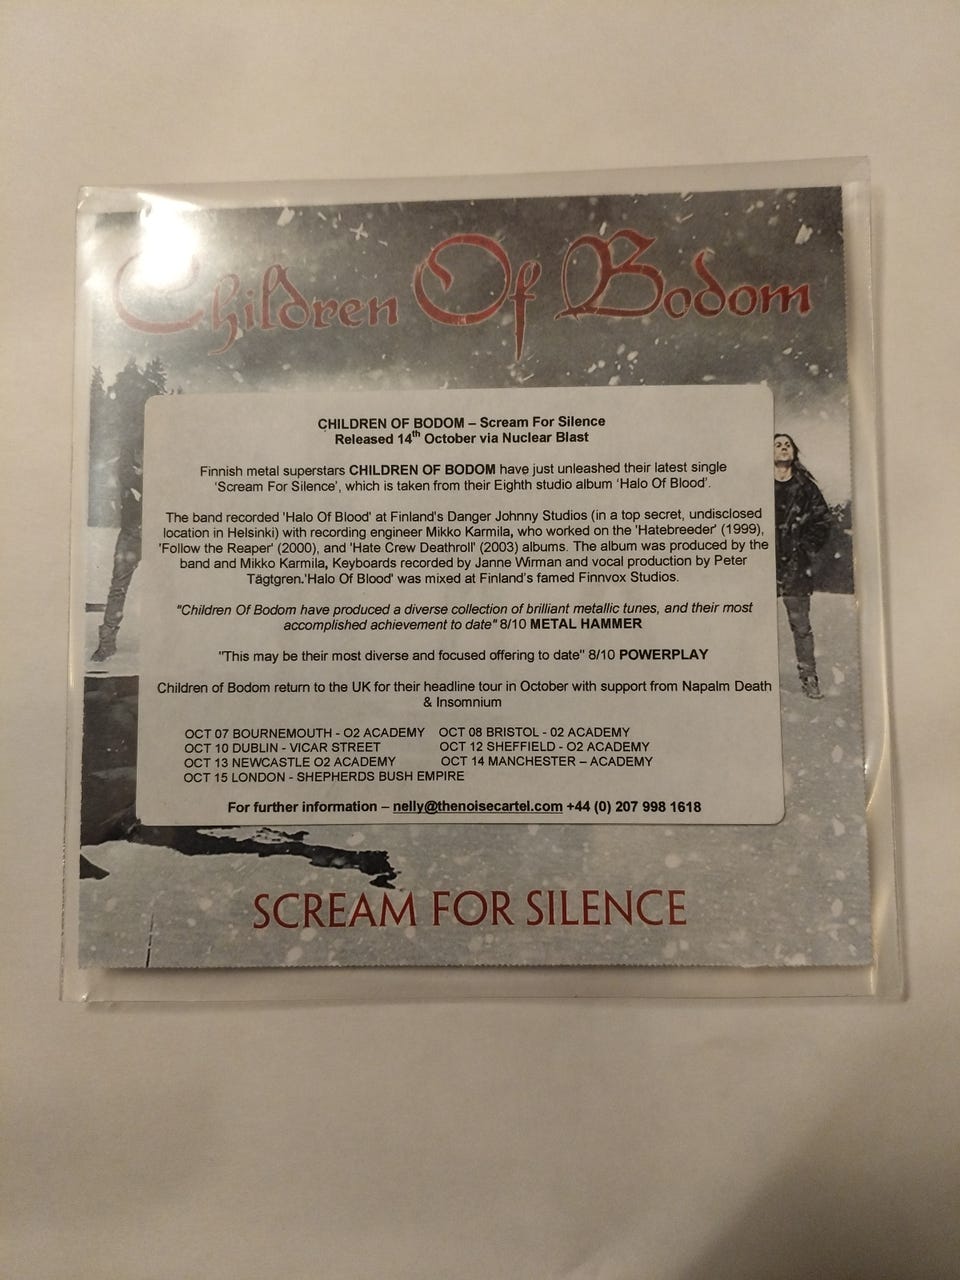 Children Of Bodom
CHILDREN OF BODOM – Scream For Silence
Released 14th October via Nuclear Blast
Finnish metal superstars CHILDREN OF BODOM have just unleashed their latest single
'Scream For Silence', which is taken from their Eighth studio album 'Halo Of Blood'.
The band recorded 'Halo Of Blood' at Finland's Danger Johnny Studios (in a top secret, undisclosed
location in Helsinki) with recording engineer Mikko Karmila, who worked on the 'Hatebreeder' (1999),
'Follow the Reaper' (2000), and 'Hate Crew Deathroll' (2003) albums. The album was produced by the
band and Mikko Karmila, Keyboards recorded by Janne Wirman and vocal production by Peter
Tägtgren.'Halo Of Blood' was mixed at Finland's famed Finnvox Studios.
"Children Of Bodom have produced a diverse collection of brilliant metallic tunes, and their most
accomplished achievement to date" 8/10 METAL HAMMER
"This may be their most diverse and focused offering to date" 8/10 POWERPLAY
Children of Bodom return to the UK for their headline tour in October with support from Napalm Death
& Insomnium
OCT 07 BOURNEMOUTH - O2 ACADEMY OCT 08 BRISTOL - 02 ACADEMY
OCT 10 DUBLIN - VICAR STREET OCT 12 SHEFFIELD - O2 ACADEMY
OCT 13 NEWCASTLE O2 ACADEMY OCT 14 MANCHESTER – ACADEMY
OCT 15 LONDON - SHEPHERDS BUSH EMPIRE
For further information – nelly@thenoisecartel.com +44 (0) 207 998 1618
SCREAM FOR SILENCE